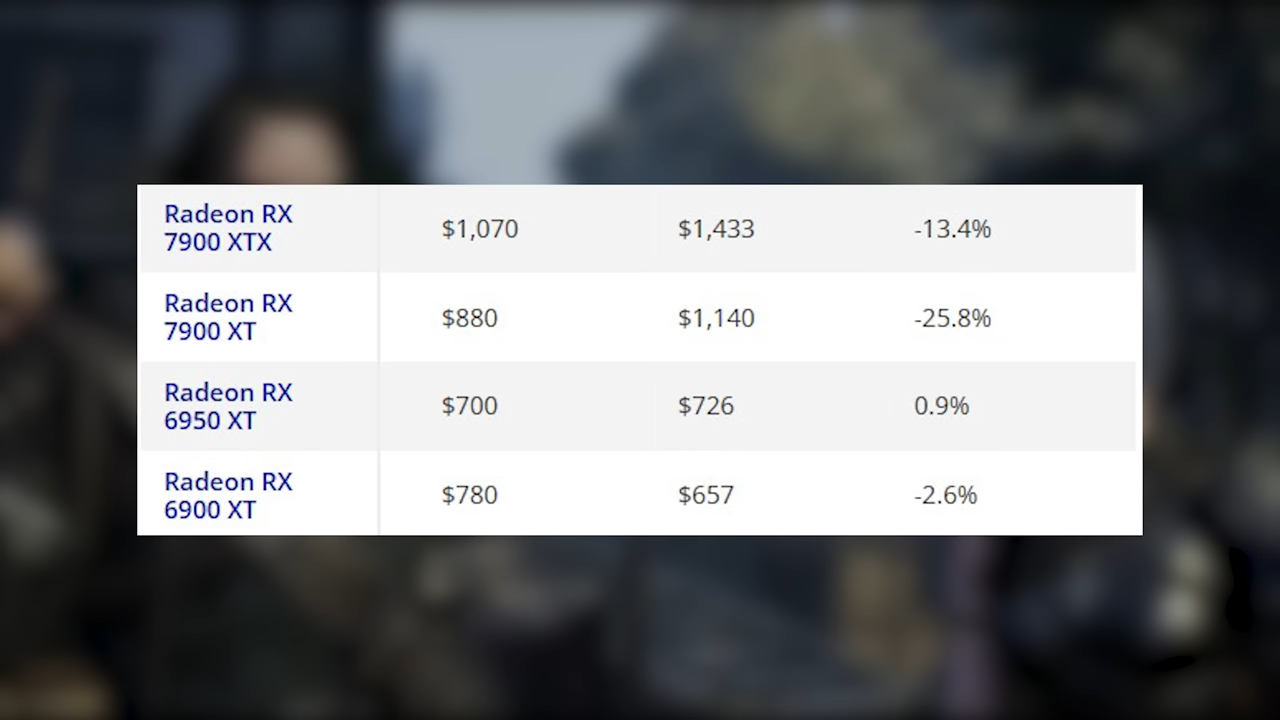 Radeon RX
7900 XTX
$1,070
$1,433
-13.4%
Radeon RX
7900 XT
$880
$1,140
-25.8%
Radeon RX
6950 XT
$700
$726
0.9%
Radeon RX
6900 XT
$780
$657
-2.6%